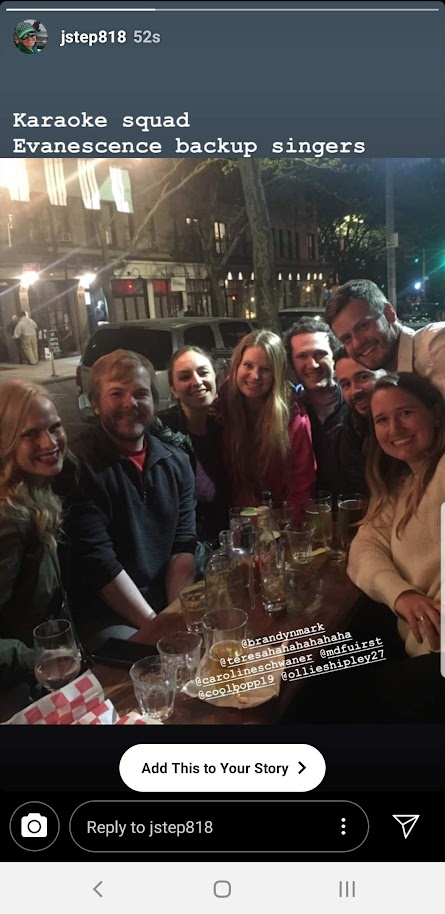 jstep818 52s
Karaoke squad
Evanescence backup singers
@brandynmark
@teresahahahahahaha
@carolineschwaner @mdfuirst
@coolbopp19 @ollieshipley27
Add This to Your Story
Reply to jstep818